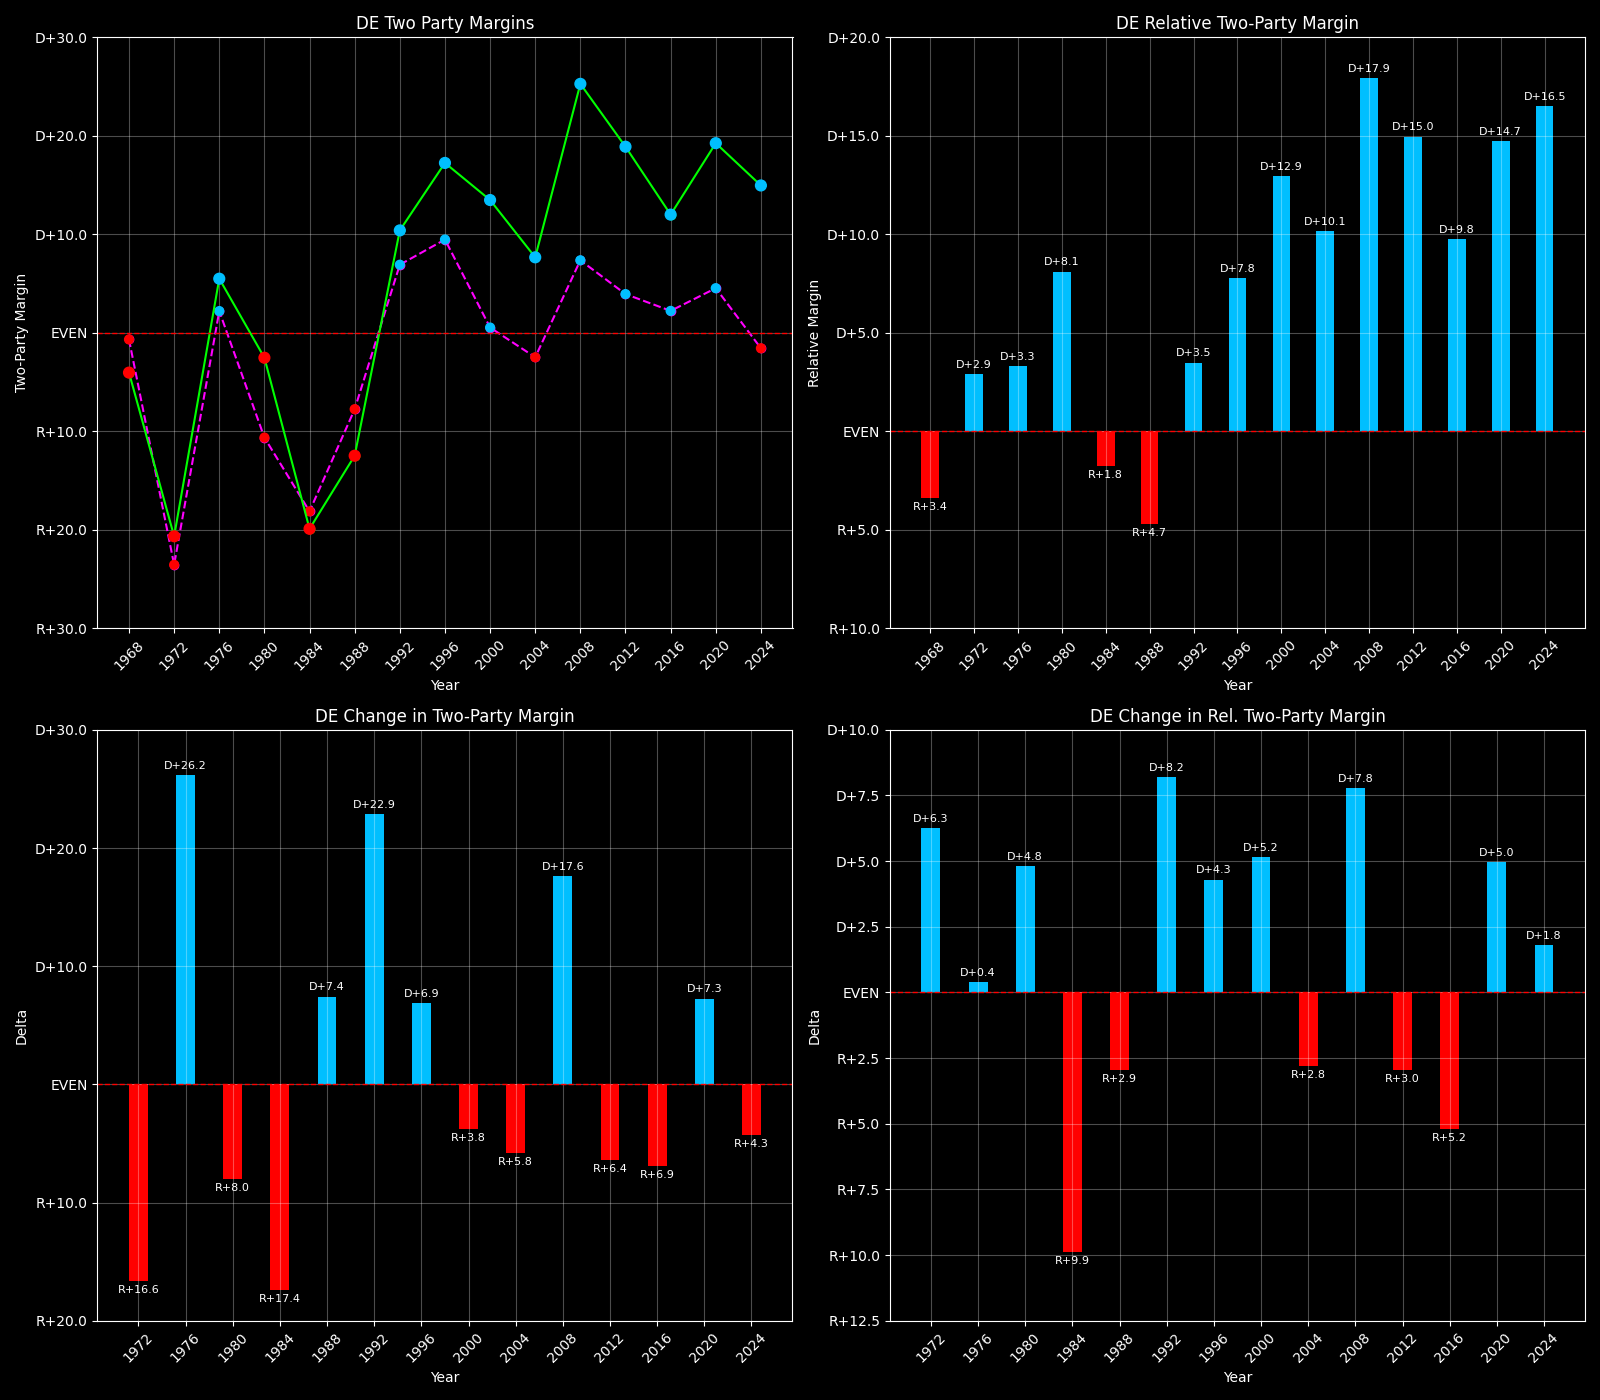 DE Two Party Margins
D+30.0
D+20.0
D+10.0
EVEN
R+10.0
R+20.0
R+30.0
Two-Party Margin
1968 1972 1976 1980 1984 1988 1992 1996 2000 2004 2008 2012 2016 2020 2024
Year
DE Relative Two-Party Margin
D+20.0
D+15.0
D+10.0
D+5.0
EVEN
R+5.0
R+10.0
Relative Margin
R+3.4
D+2.9
D+3.3
D+8.1
R+1.8
R+4.7
D+3.5
D+7.8
D+12.9
D+10.1
D+17.9
D+15.0
D+9.8
D+14.7
D+16.5
1968 1972 1976 1980 1984 1988 1992 1996 2000 2004 2008 2012 2016 2020 2024
Year
DE Change in Two-Party Margin
D+30.0
D+20.0
D+10.0
EVEN
R+10.0
R+20.0
Delta
R+16.6
D+26.2
R+8.0
R+17.4
D+7.4
D+22.9
D+6.9
R+3.8
R+5.8
D+17.6
R+6.4
R+6.9
D+7.3
R+4.3
1972 1976 1980 1984 1988 1992 1996 2000 2004 2008 2012 2016 2020 2024
Year
DE Change in Rel. Two-Party Margin
D+10.0
D+7.5
D+5.0
D+2.5
EVEN
R+2.5
R+5.0
R+7.5
R+10.0
R+12.5
Delta
D+6.3
D+0.4
D+4.8
R+9.9
R+2.9
D+8.2
D+4.3
D+5.2
R+2.8
D+7.8
R+3.0
R+5.2
D+5.0
D+1.8
1972 1976 1980 1984 1988 1992 1996 2000 2004 2008 2012 2016 2020 2024
Year